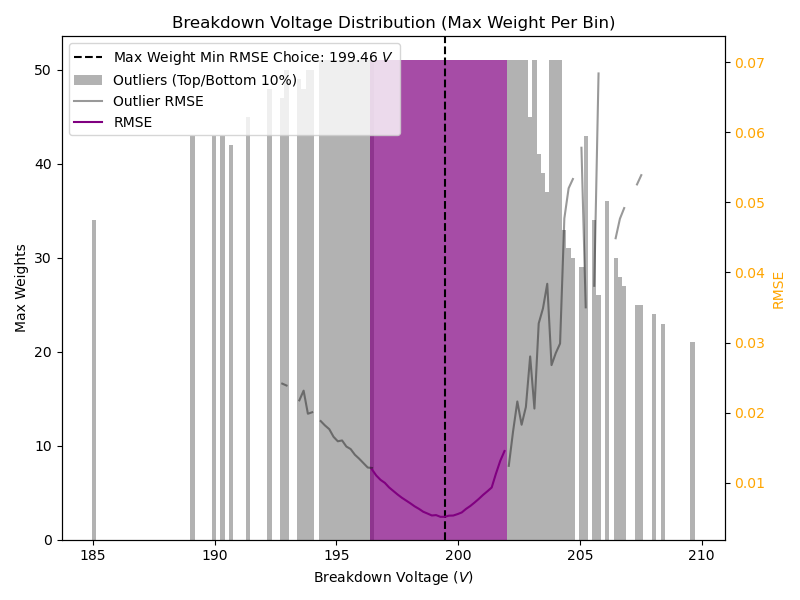 Breakdown Voltage Distribution (Max Weight Per Bin)
Max Weight Min RMSE Choice: 199.46 V
Outliers (Top/Bottom 10%)
Outlier RMSE
RMSE
50
40
30
20
10
0
Max Weights
0.07
0.06
0.05
0.04
0.03
0.02
0.01
RMSE
185
190
195
200
205
210
Breakdown Voltage (V)